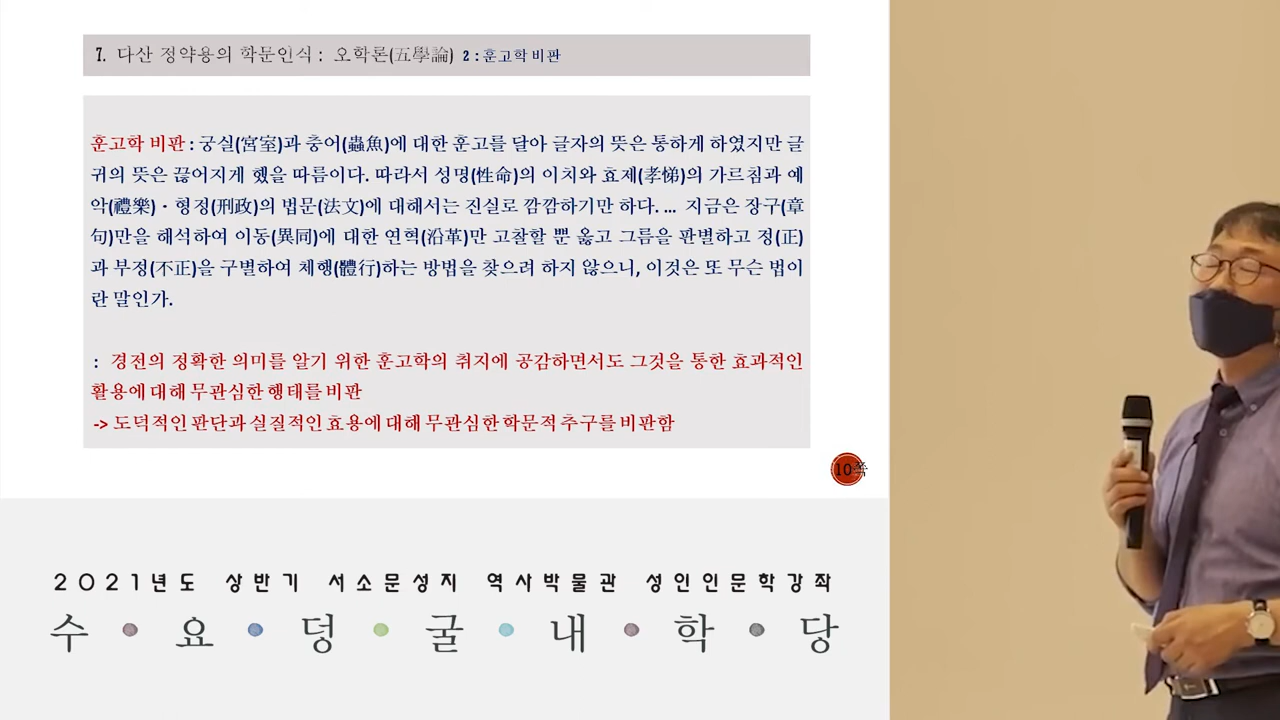 7. 다산 정약용의 학문인식 : 오학론(五學論) 2 : 훈고학 비판
훈고학 비판 : 궁실(宮室)과 충어(蟲魚)에 대한 훈고를 달아 글자의 뜻은 통하게 하였지만 글
귀의 뜻은 끊어지게 했을 따름이다. 따라서 성명(性命)의 이치와 효제(孝悌)의 가르침과 예
악(禮樂)·형정(刑政)의 법문(法文)에 대해서는 진실로 깜깜하기만 하다. ... 지금은 장구(章
句)만을 해석하여 이동(異同)에 대한 연혁(沿革)만 고찰할 뿐 옳고 그름을 판별하고 정(正)
과 부정(不正)을 구별하여 체행(體行)하는 방법을 찾으려 하지 않으니, 이것은 또 무슨 법이
란 말인가.
: 경전의 정확한 의미를 알기 위한 훈고학의 취지에 공감하면서도 그것을 통한 효과적인
활용에 대해 무관심한 행태를 비판
-> 도덕적인 판단과 실질적인 효용에 대해 무관심한 학문적 추구를 비판함
10쪽
2021년도 상반기 서소문성지 역사박물관 성인인문학강좌
수·요·덩·굴·내·학·당